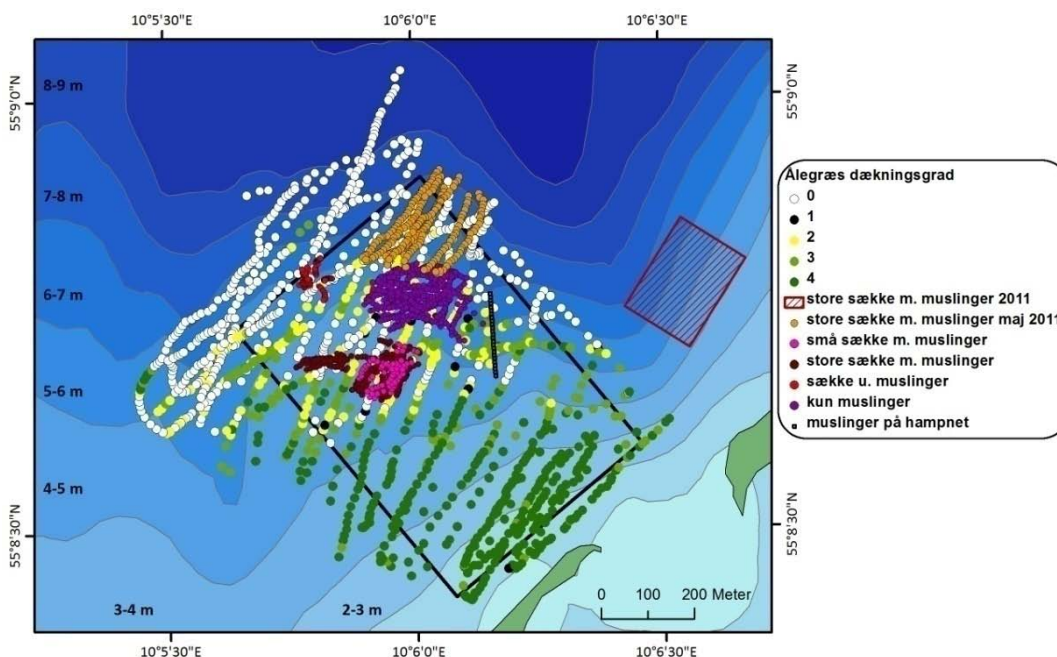 10°5'30"E 10°6'0"E 10°6'30"E
55°9'0"N
55°9'0"N
8-9 m
7-8 m
6-7 m
5-6 m
4-5 m
3-4 m
2-3 m
0 100 200 Meter
55°8'30"N
55°8'30"N
10°5'30"E 10°6'0"E 10°6'30"E
Ålegræs dækningsgrad
0
1
2
3
4
store sække m. muslinger 2011
store sække m. muslinger maj 2011
små sække m. muslinger
store sække m. muslinger
sække u. muslinger
kun muslinger
muslinger på hampnet